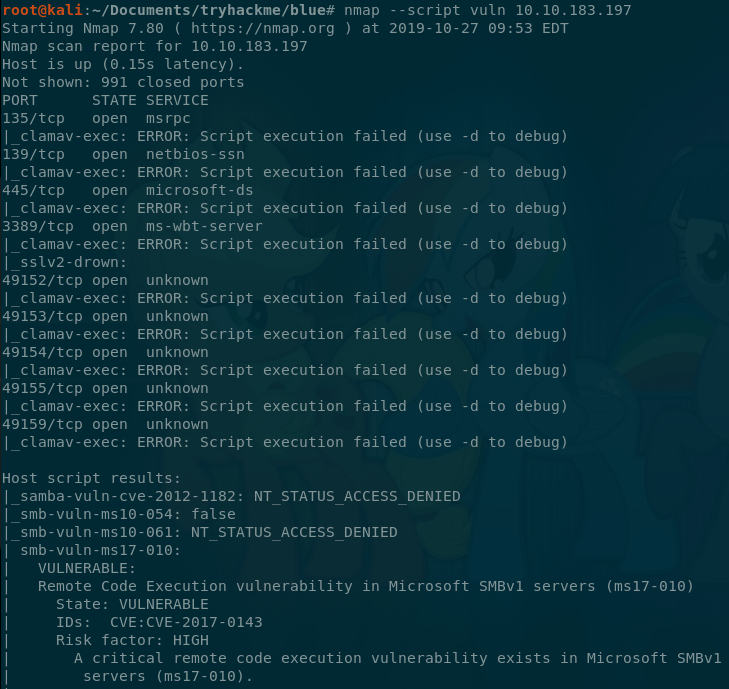 root@kali:~/Documents/tryhackme/blue# nmap --script vuln 10.10.183.197
Starting Nmap 7.80 ( https://nmap.org ) at 2019-10-27 09:53 EDT
Nmap scan report for 10.10.183.197
Host is up (0.15s latency).
Not shown: 991 closed ports
PORT      STATE SERVICE
135/tcp   open  msrpc
|_clamav-exec: ERROR: Script execution failed (use -d to debug)
139/tcp   open  netbios-ssn
|_clamav-exec: ERROR: Script execution failed (use -d to debug)
445/tcp   open  microsoft-ds
|_clamav-exec: ERROR: Script execution failed (use -d to debug)
3389/tcp  open  ms-wbt-server
|_clamav-exec: ERROR: Script execution failed (use -d to debug)
|_sslv2-drown:
49152/tcp open  unknown
|_clamav-exec: ERROR: Script execution failed (use -d to debug)
49153/tcp open  unknown
|_clamav-exec: ERROR: Script execution failed (use -d to debug)
49154/tcp open  unknown
|_clamav-exec: ERROR: Script execution failed (use -d to debug)
49155/tcp open  unknown
|_clamav-exec: ERROR: Script execution failed (use -d to debug)
49159/tcp open  unknown
|_clamav-exec: ERROR: Script execution failed (use -d to debug)

Host script results:
|_samba-vuln-cve-2012-1182: NT_STATUS_ACCESS_DENIED
|_smb-vuln-ms10-054: false
|_smb-vuln-ms10-061: NT_STATUS_ACCESS_DENIED
| smb-vuln-ms17-010:
|   VULNERABLE:
|   Remote Code Execution vulnerability in Microsoft SMBv1 servers (ms17-010)
|     State: VULNERABLE
|     IDs:  CVE:CVE-2017-0143
|     Risk factor: HIGH
|       A critical remote code execution vulnerability exists in Microsoft SMBv1
|        servers (ms17-010).